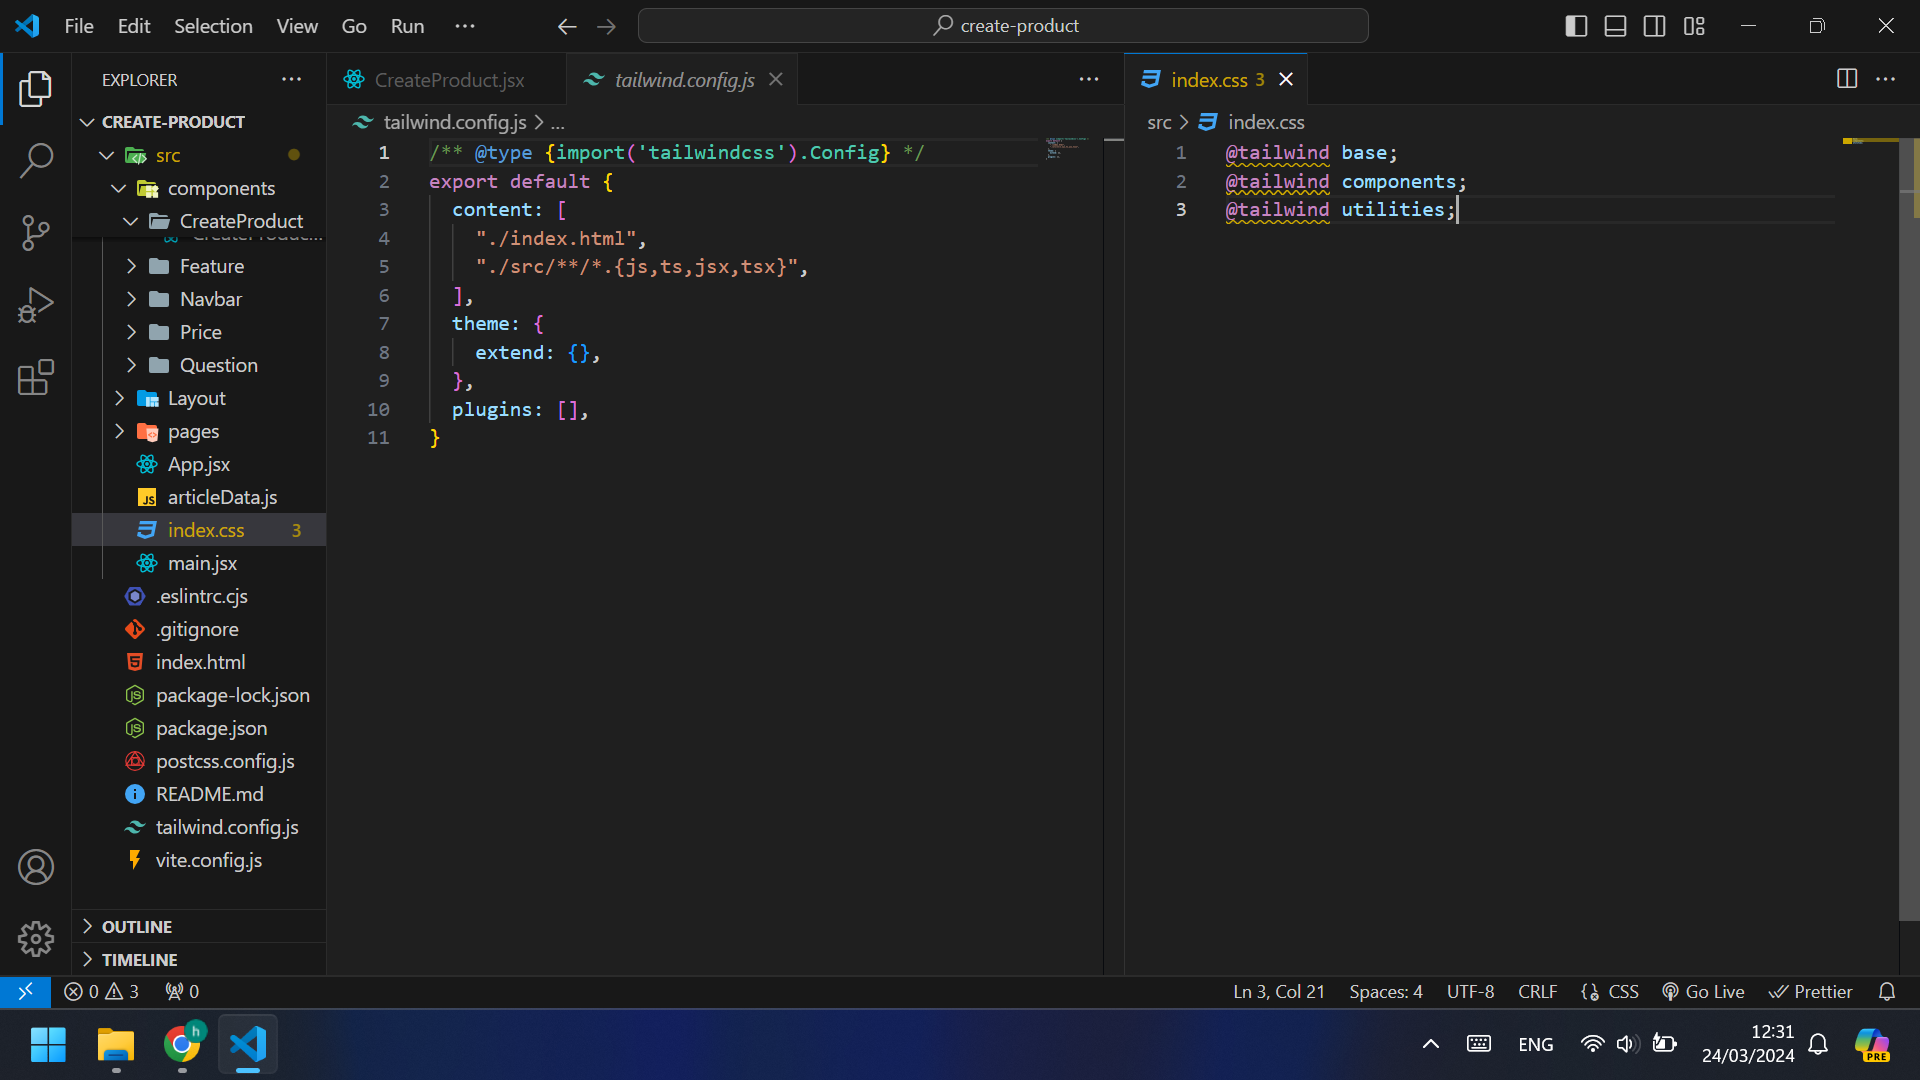 File Edit Selection View Go Run ... create-product
EXPLORER
CREATE-PRODUCT
src
components
CreateProduct
Feature
Navbar
Price
Question
Layout
pages
App.jsx
articleData.js
index.css 3
main.jsx
.eslintrc.cjs
.gitignore
index.html
package-lock.json
package.json
postcss.config.js
README.md
tailwind.config.js
vite.config.js
OUTLINE
TIMELINE
CreateProduct.jsx tailwind.config.js
tailwind.config.js > ...
1 /** @type {import('tailwindcss').Config} */
2 export default {
3 content: [
4 "./index.html",
5 "./src/**/*.{js,ts,jsx,tsx}",
6 ],
7 theme: {
8 extend: {},
9 },
10 plugins: [],
11 }
index.css 3
src > index.css
1 @tailwind base;
2 @tailwind components;
3 @tailwind utilities;
0 3 0 Ln 3, Col 21 Spaces: 4 UTF-8 CRLF CSS Go Live Prettier
ENG 12:31
24/03/2024
h
PRE